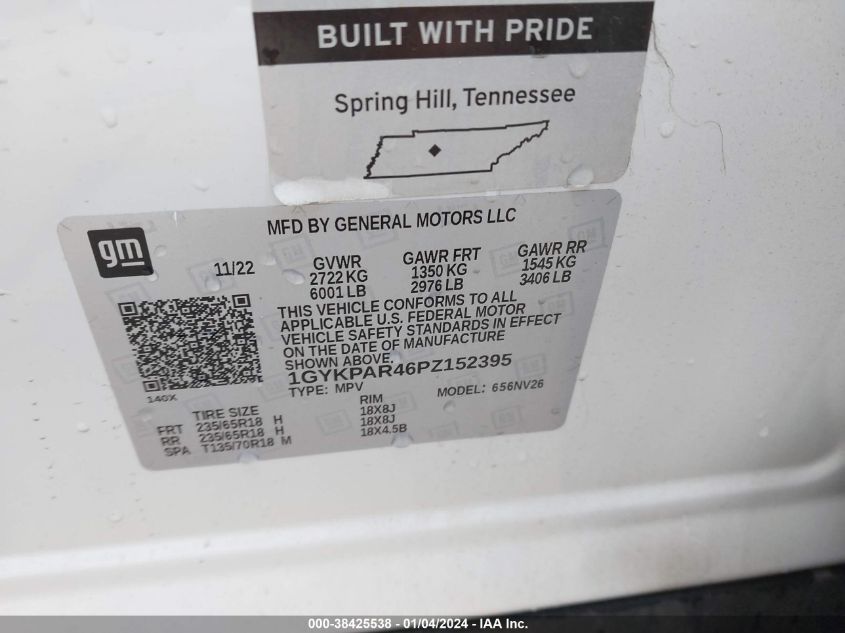 BUILT WITH PRIDE
Spring Hill, Tennessee
MFD BY GENERAL MOTORS LLC
gm
11/22
GVWR GAWR FRT GAWR RR
2722 KG 1350 KG 1545 KG
6001 LB 2976 LB 3406 LB
THIS VEHICLE CONFORMS TO ALL
APPLICABLE U.S. FEDERAL MOTOR
VEHICLE SAFETY STANDARDS IN EFFECT
ON THE DATE OF MANUFACTURE
SHOWN ABOVE.
1GYKPAR46PZ152395
140X
TYPE: MPV MODEL: 656NV26
TIRE SIZE RIM
FRT 235/65R18 H 18X8J
RR 235/65R18 H 18X8J
SPA T135/70R18 M 18X4.5B
000-38425538 - 01/04/2024 - IAA Inc.